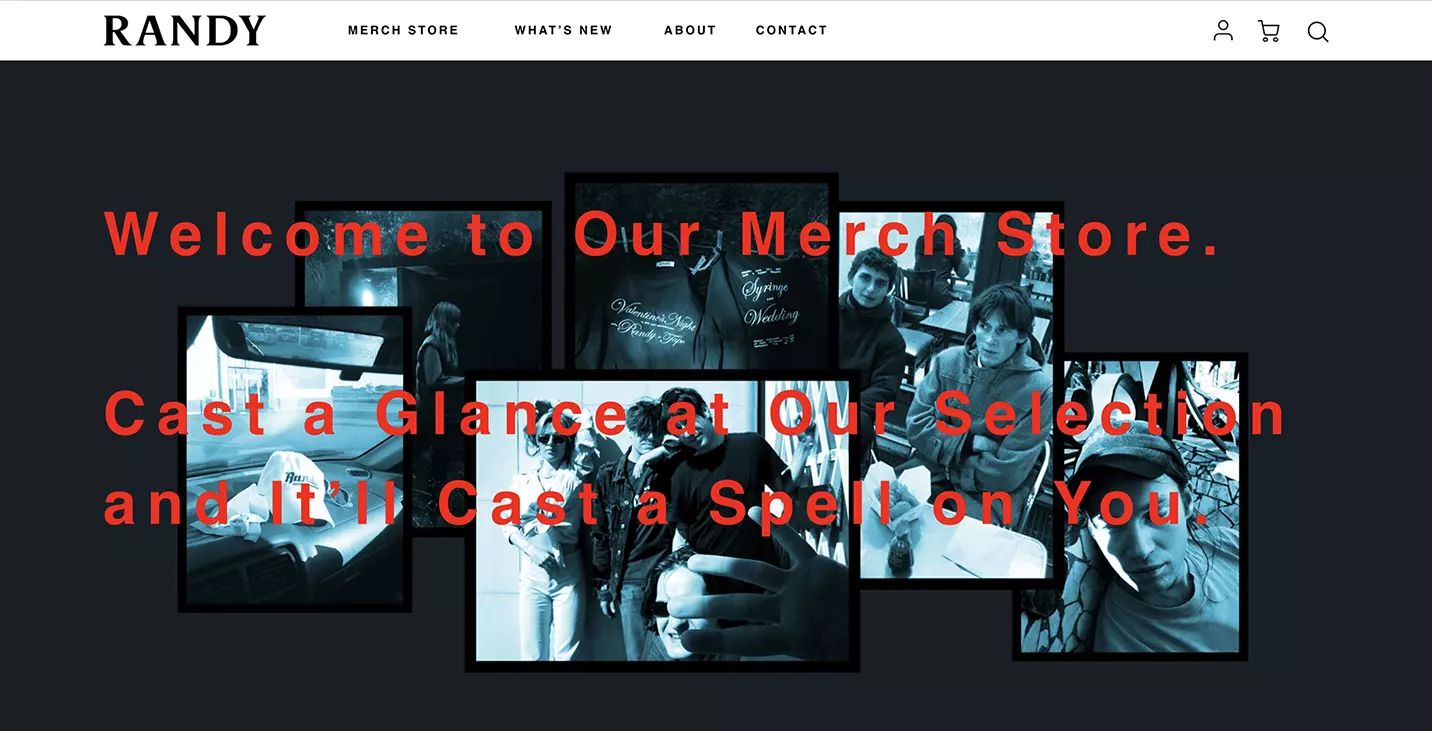 RANDY
MERCH STORE
WHAT'S NEW
ABOUT
CONTACT
Welcome to Our Merch Store.
Syringe
Wedding
Valentine's Night
Randy Tape
Cast a Glance at Our Selection
and It’ll Cast a Spell on You.